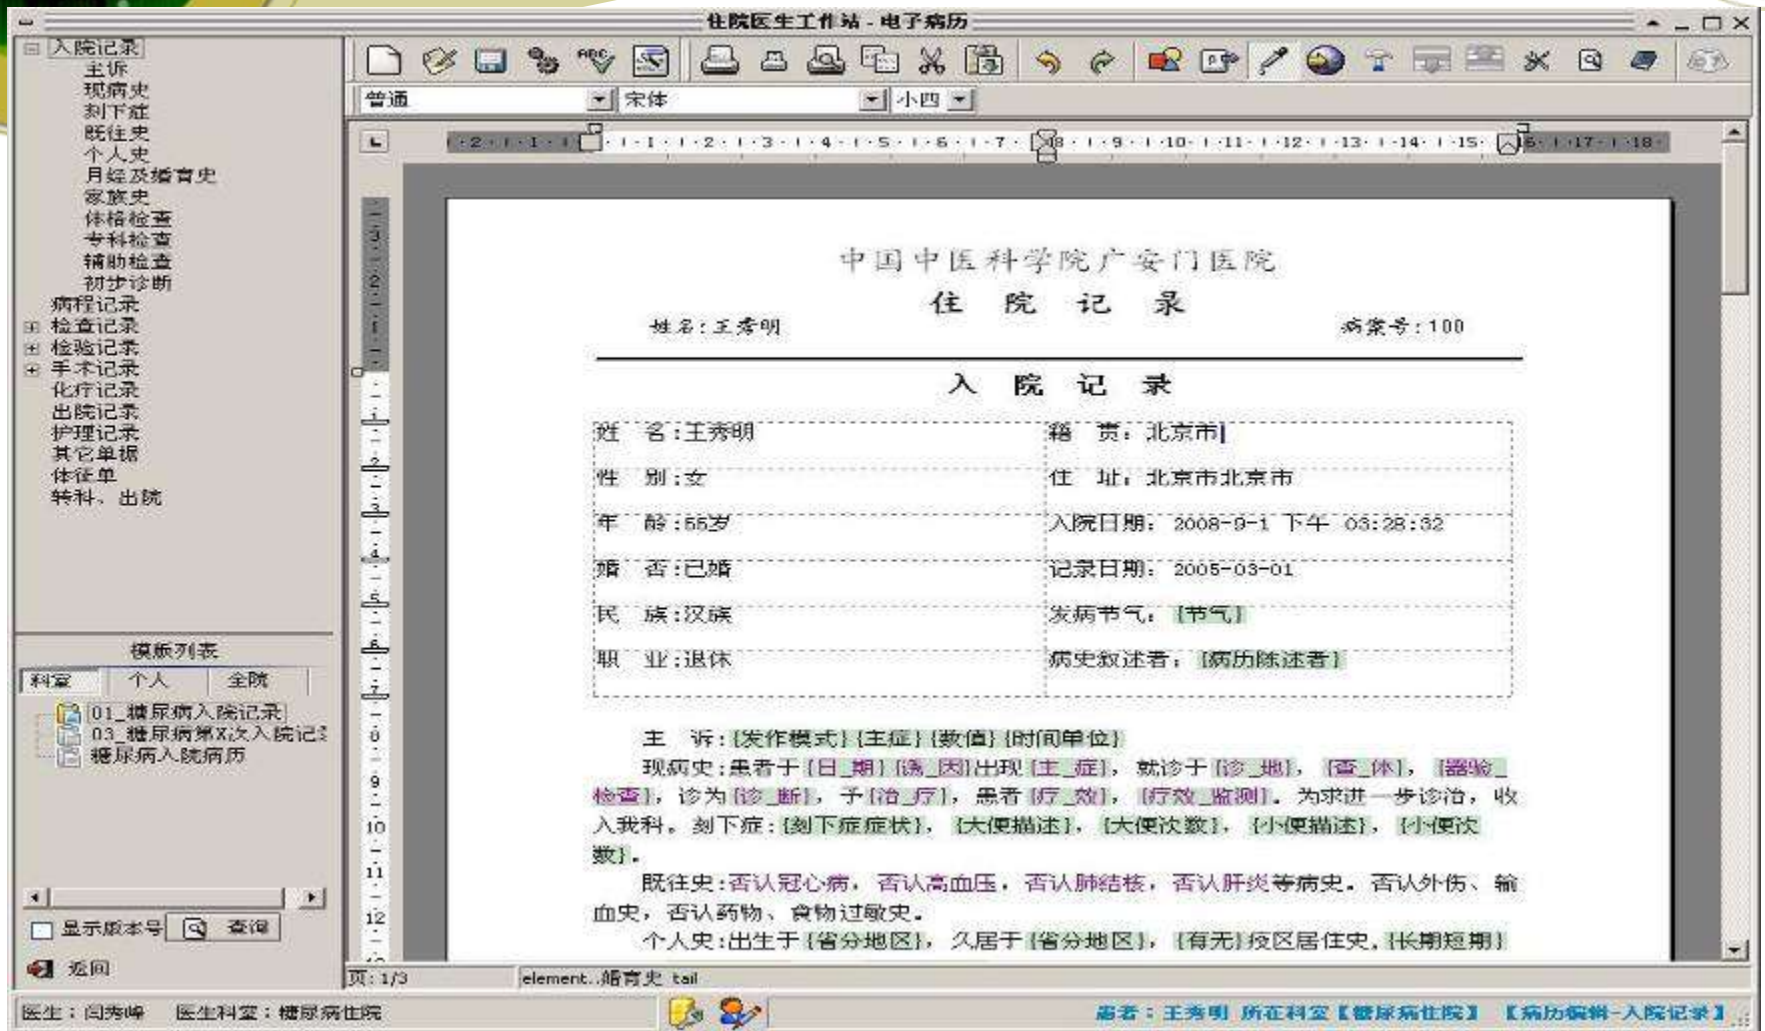 住院医生工作站 - 电子病历
入院记录
主诉
现病史
刻下症
既往史
个人史
月经及婚育史
家族史
体格检查
专科检查
辅助检查
初步诊断
病程记录
检查记录
检验记录
手术记录
化疗记录
出院记录
护理记录
其它单据
体征单
转科、出院
模版列表
科室 个人 全院
01_糖尿病入院记录
03_糖尿病第X次入院记
糖尿病入院病历
显示版本号 查询
返回
普通 宋体 小四
中国中医科学院广安门医院
住 院 记 录
姓名:王秀明 病案号:100
入 院 记 录
姓 名:王秀明 籍 贯: 北京市
性 别:女 住 址: 北京市北京市
年 龄:55岁 入院日期: 2008-9-1 下午 03:28:32
婚 否:已婚 记录日期: 2005-03-01
民 族:汉族 发病节气: {节气}
职 业:退休 病史叙述者: {病历陈述者}
主 诉:{发作模式}{主症}{数值}{时间单位}
现病史:患者于{日_期}{诱_因}出现{主_症}, 就诊于{诊_地}, {查_体}, {器验_
检查}, 诊为{诊_断}, 予{治_疗}, 患者{疗_效}, {疗效_监测}. 为求进一步诊治, 收
入我科. 刻下症:{刻下症症状}, {大便描述}, {大便次数}, {小便描述}, {小便次
数}.
既往史:否认冠心病, 否认高血压, 否认肺结核, 否认肝炎等病史. 否认外伤、输
血史, 否认药物、食物过敏史.
个人史:出生于{省分地区}, 久居于{省分地区}, {有无}疫区居住史,{长期短期}
页: 1/3 element..婚育史 tail
医生：闫秀峰 医生科室：糖尿病住院 患者：王秀明 所在科室【糖尿病住院】 【病历编辑-入院记录】